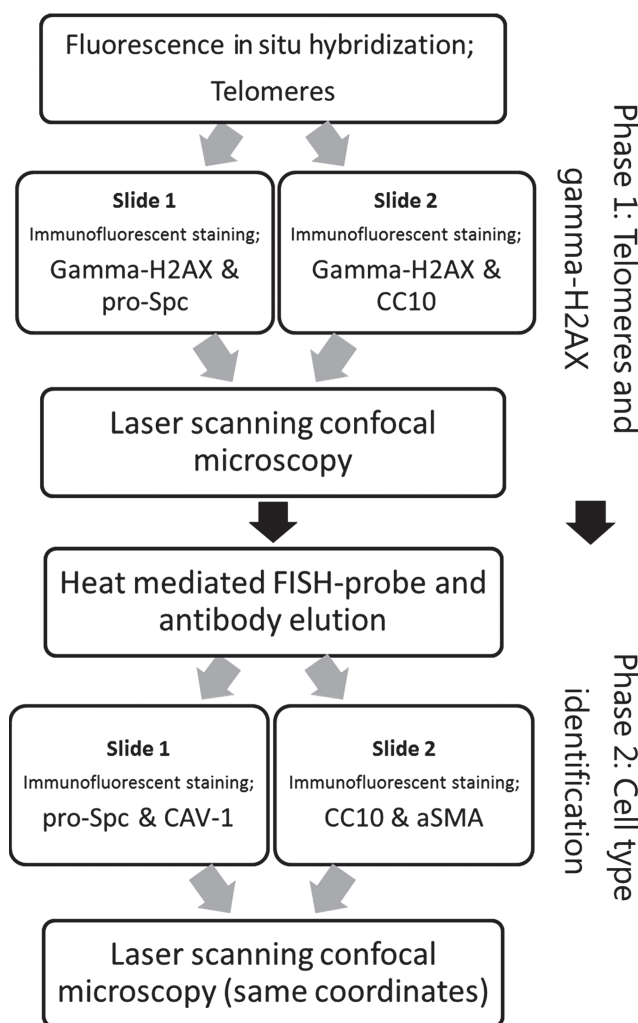 Fluorescence in situ hybridization;
Telomeres
Slide 1
Immunofluorescent staining;
Gamma-H2AX &
pro-Spc
Slide 2
Immunofluorescent staining;
Gamma-H2AX &
CC10
Laser scanning confocal
microscopy
Phase 1: Telomeres and
gamma-H2AX
Heat mediated FISH-probe and
antibody elution
Slide 1
Immunofluorescent staining;
pro-Spc & CAV-1
Slide 2
Immunofluorescent staining;
CC10 & aSMA
Laser scanning confocal
microscopy (same coordinates)
Phase 2: Cell type
identification